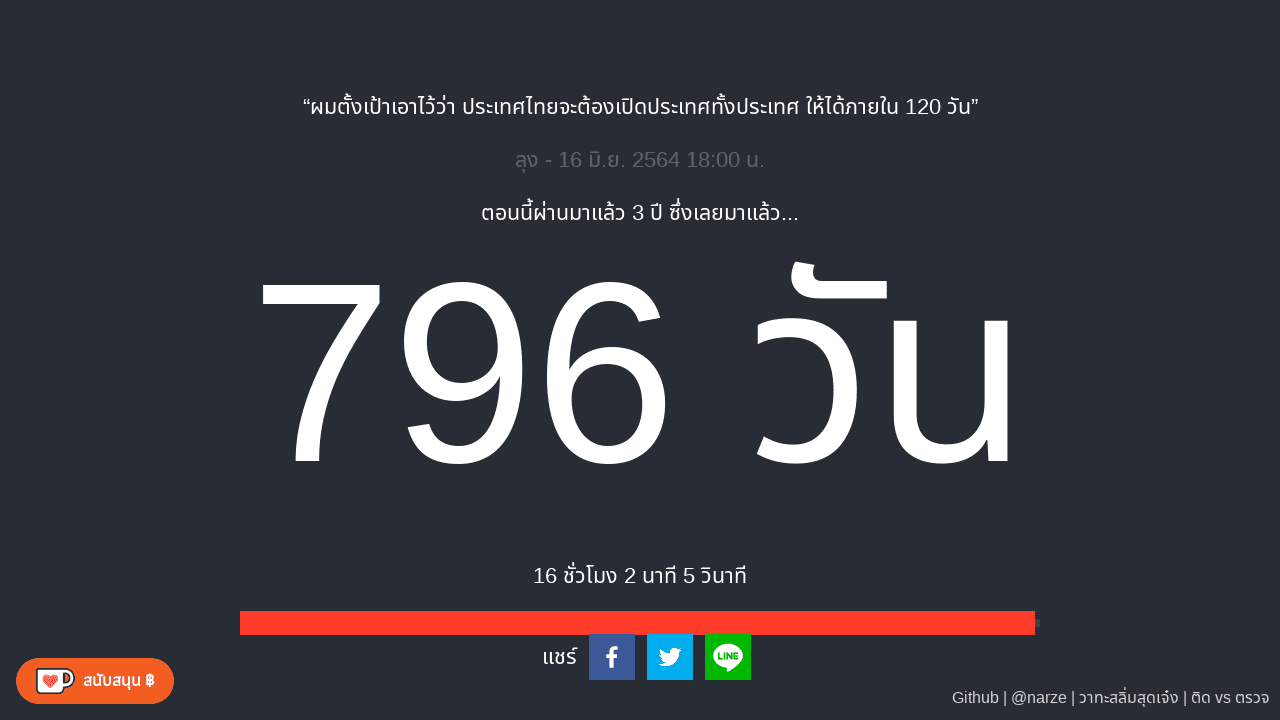 “ผมตั้งเป้าเอาไว้ว่า ประเทศไทยจะต้องเปิดประเทศทั้งประเทศ ให้ได้ภายใน 120 วัน”
ลุง - 16 มิ.ย. 2564 18:00 น.
ตอนนี้ผ่านมาแล้ว 3 ปี ซึ่งเลยมาแล้ว...
796 วัน
16 ชั่วโมง 2 นาที 5 วินาที
แชร์
LINE
สนับสนุน ฿
Github | @narze | วาทะสลิ่มสุดเจ๋ง | ติด vs ตรวจ